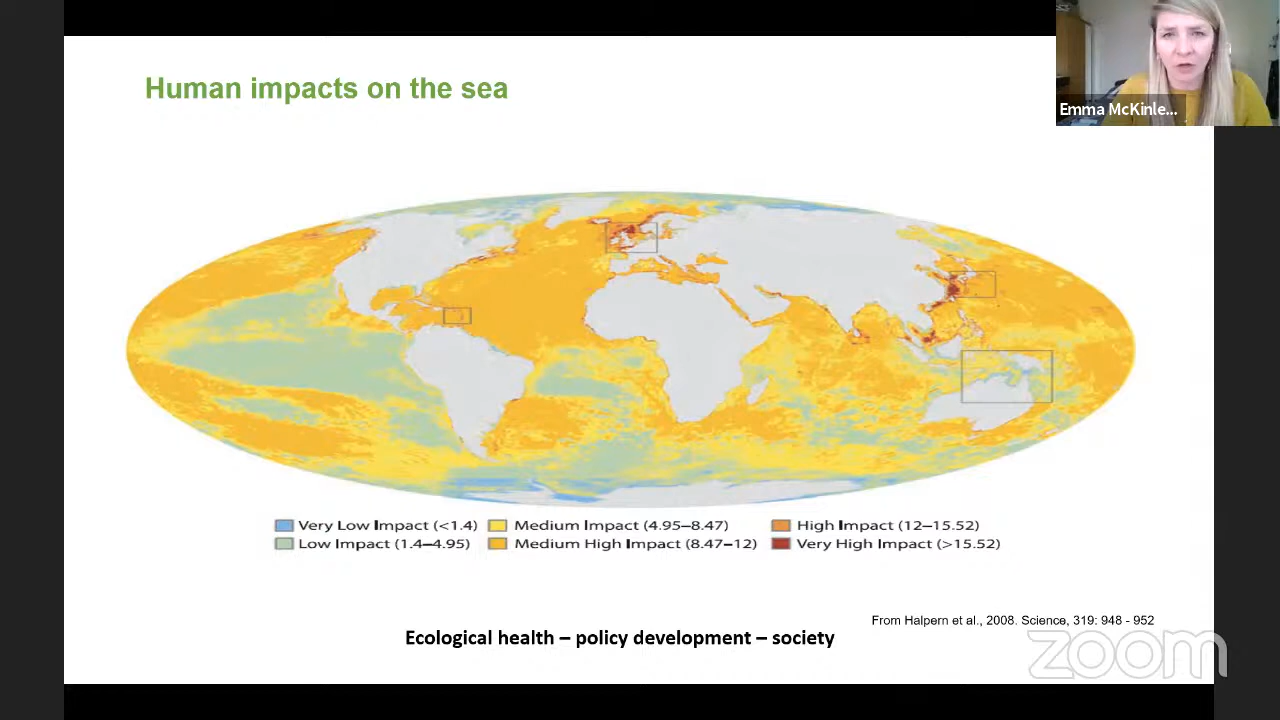 Human impacts on the sea
Emma McKinle...
Very Low Impact (<1.4)
Medium Impact (4.95–8.47)
High Impact (12–15.52)
Low Impact (1.4–4.95)
Medium High Impact (8.47–12)
Very High Impact (>15.52)
From Halpern et al., 2008. Science, 319: 948 - 952
Ecological health – policy development – society
zoom